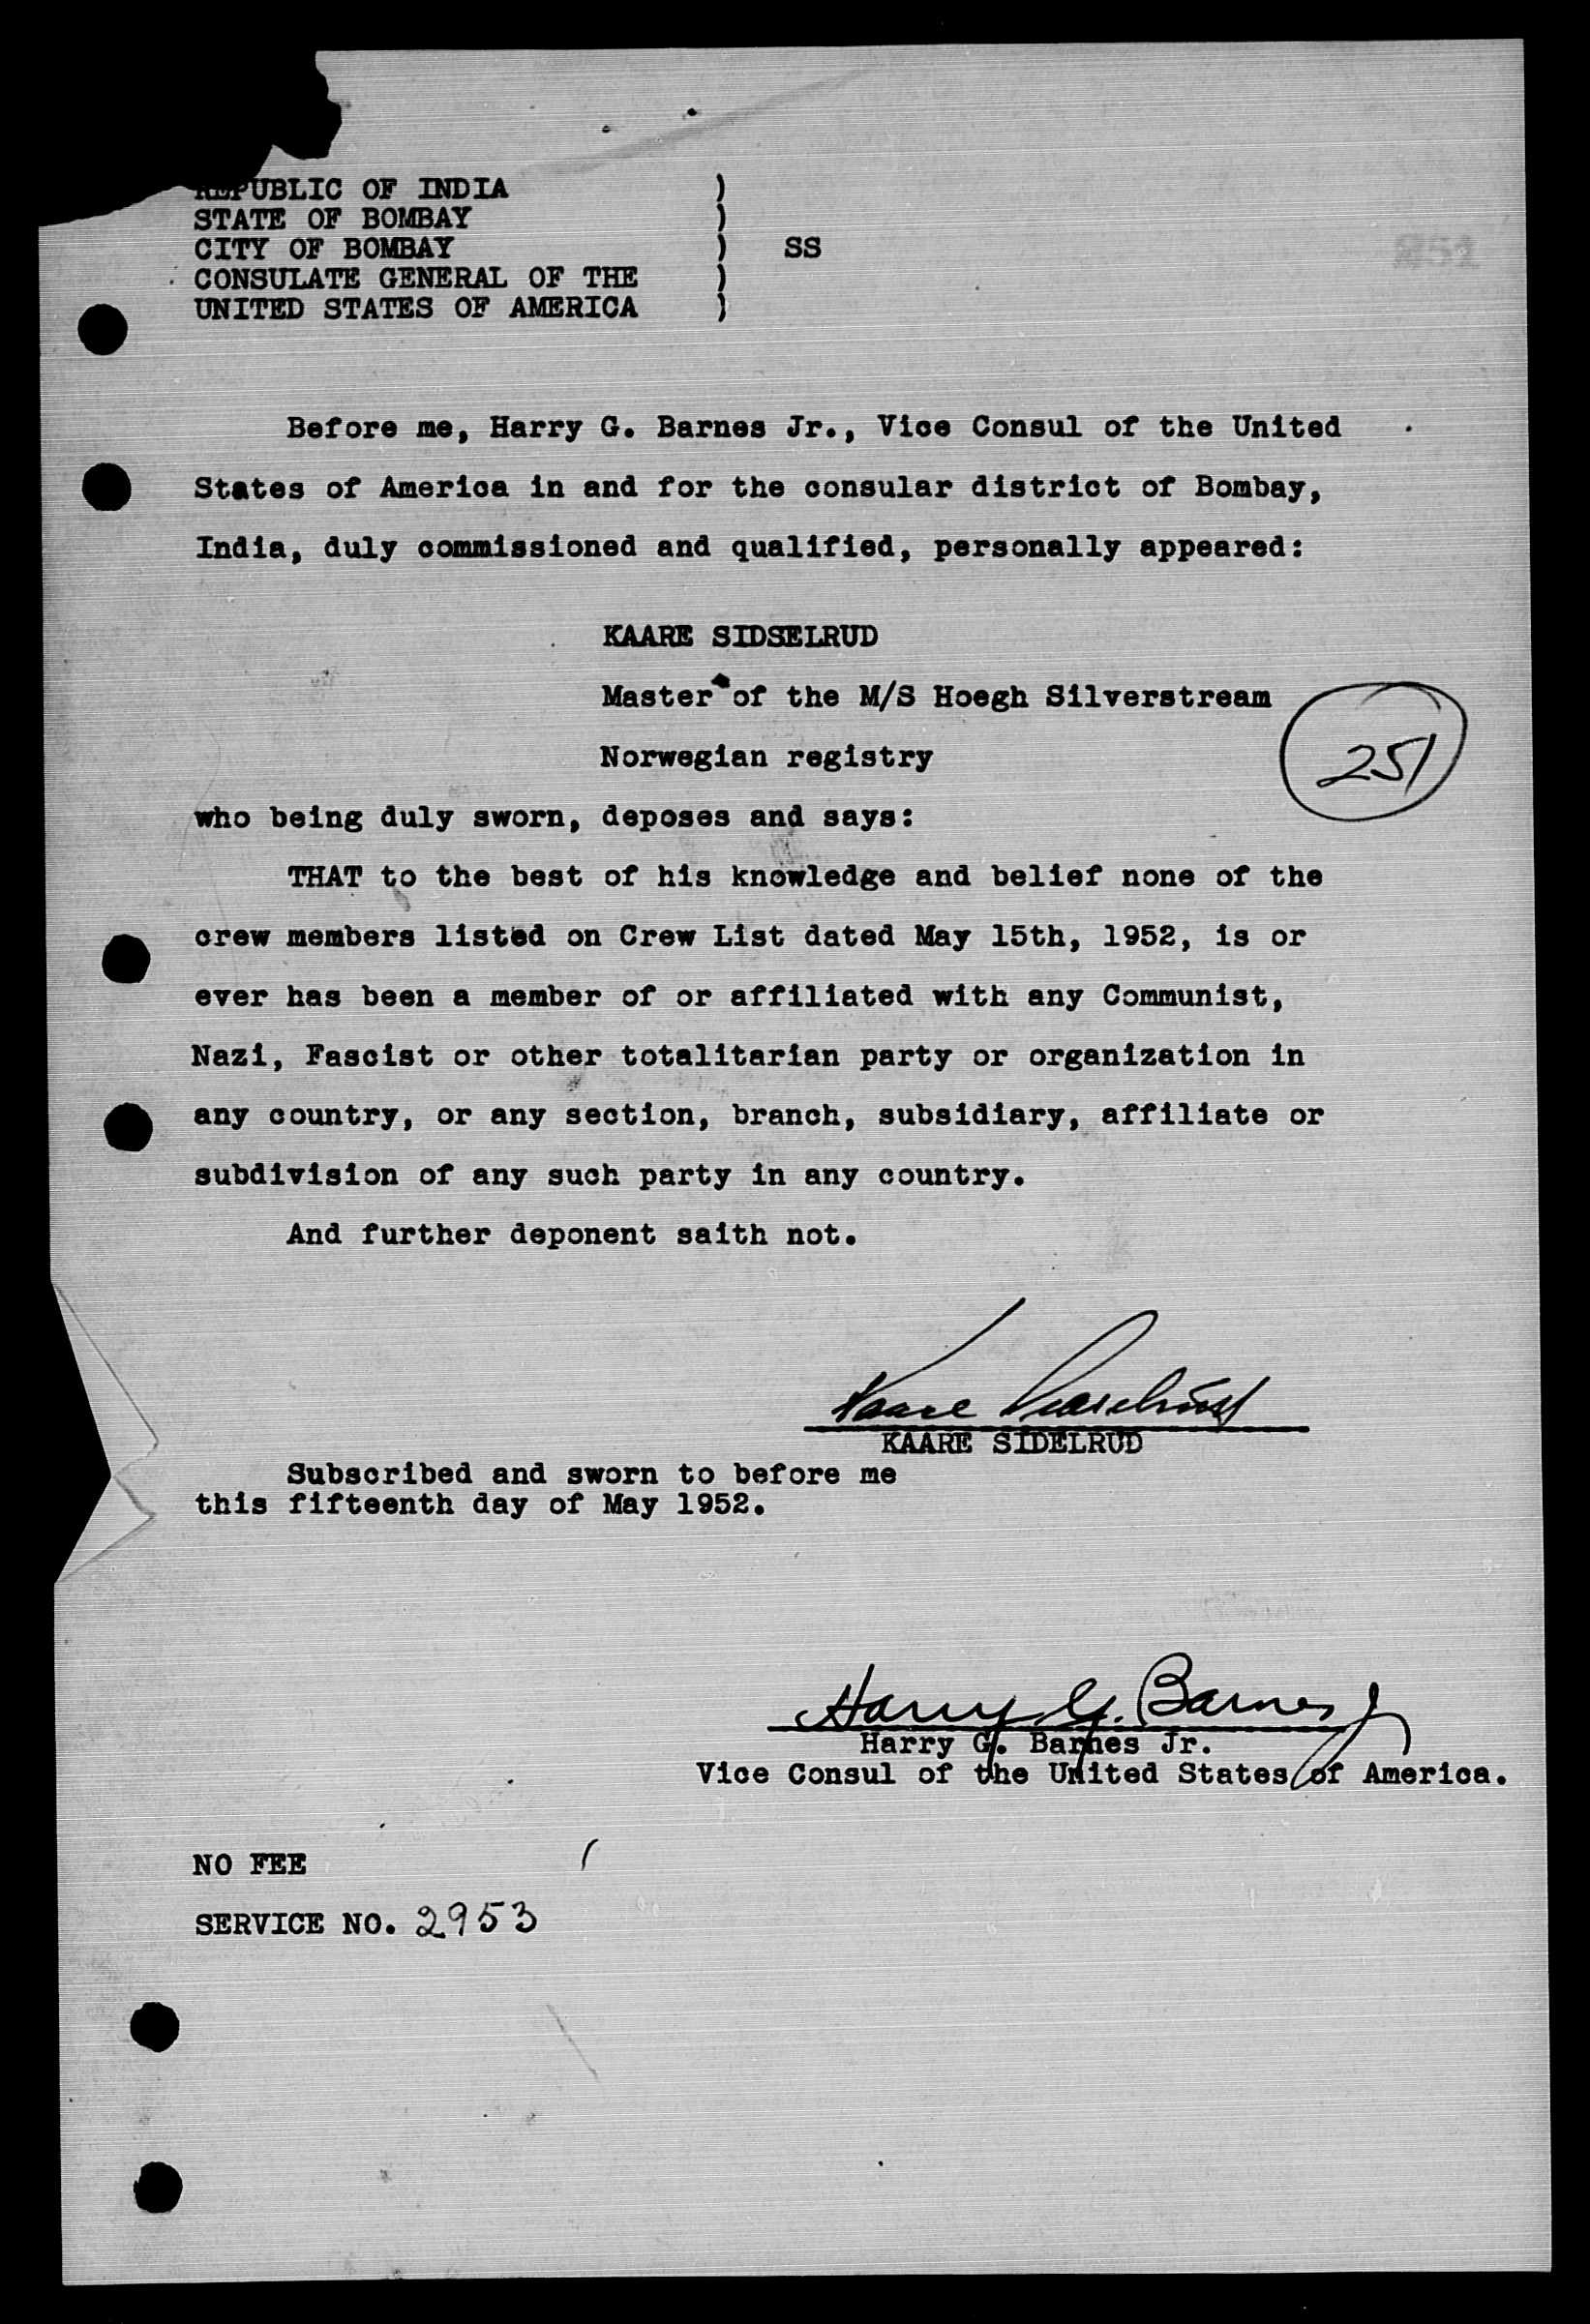 REPUBLIC OF INDIA )
STATE OF BOMBAY )
CITY OF BOMBAY ) SS
CONSULATE GENERAL OF THE )
UNITED STATES OF AMERICA )
251
Before me, Harry G. Barnes Jr., Vice Consul of the United
States of America in and for the consular district of Bombay,
India, duly commissioned and qualified, personally appeared:
KAARE SIDSELRUD
Master of the M/S Hoegh Silverstream
Norwegian registry
251
who being duly sworn, deposes and says:
THAT to the best of his knowledge and belief none of the
crew members listed on Crew List dated May 15th, 1952, is or
ever has been a member of or affiliated with any Communist,
Nazi, Fascist or other totalitarian party or organization in
any country, or any section, branch, subsidiary, affiliate or
subdivision of any such party in any country.
And further deponent saith not.
Kaare Sidselrud
KAARE SIDELRUD
Subscribed and sworn to before me
this fifteenth day of May 1952.
Harry G. Barnes Jr
Harry G. Barnes Jr.
Vice Consul of the United States of America.
NO FEE
SERVICE NO. 2953